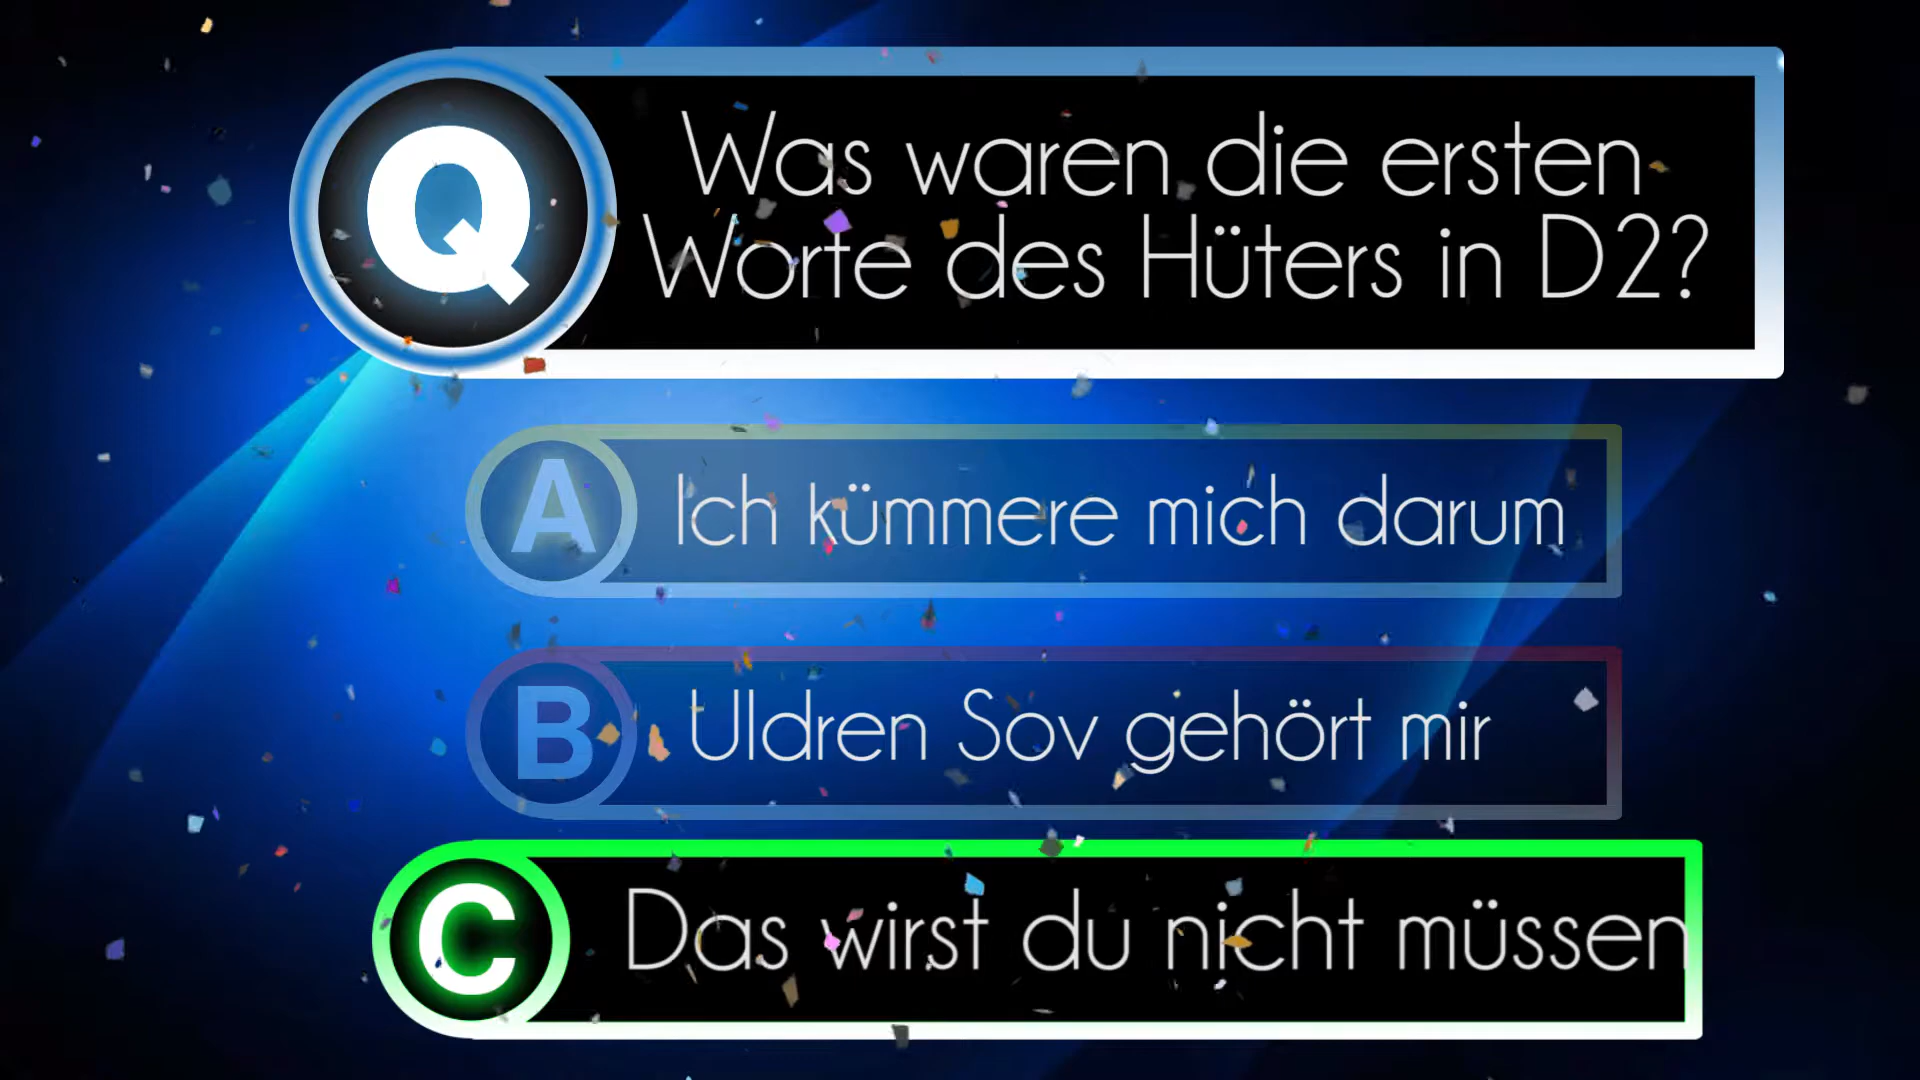 Q
Was waren die ersten
Worte des Hüters in D2?
A
Ich kümmere mich darum
B
Uldren Sov gehört mir
C
Das wirst du nicht müssen